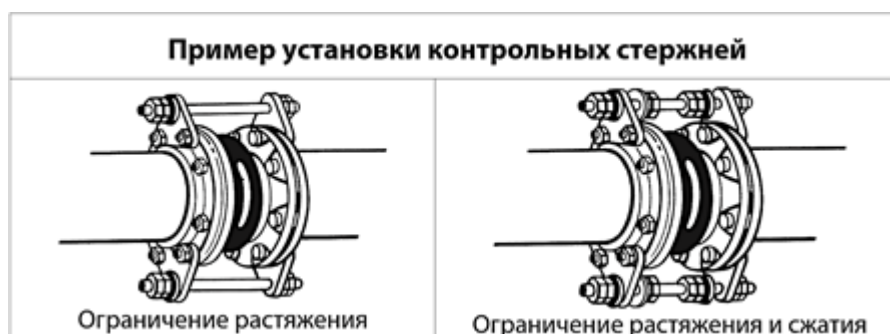 Пример установки контрольных стержней
Ограничение растяжения
Ограничение растяжения и сжатия